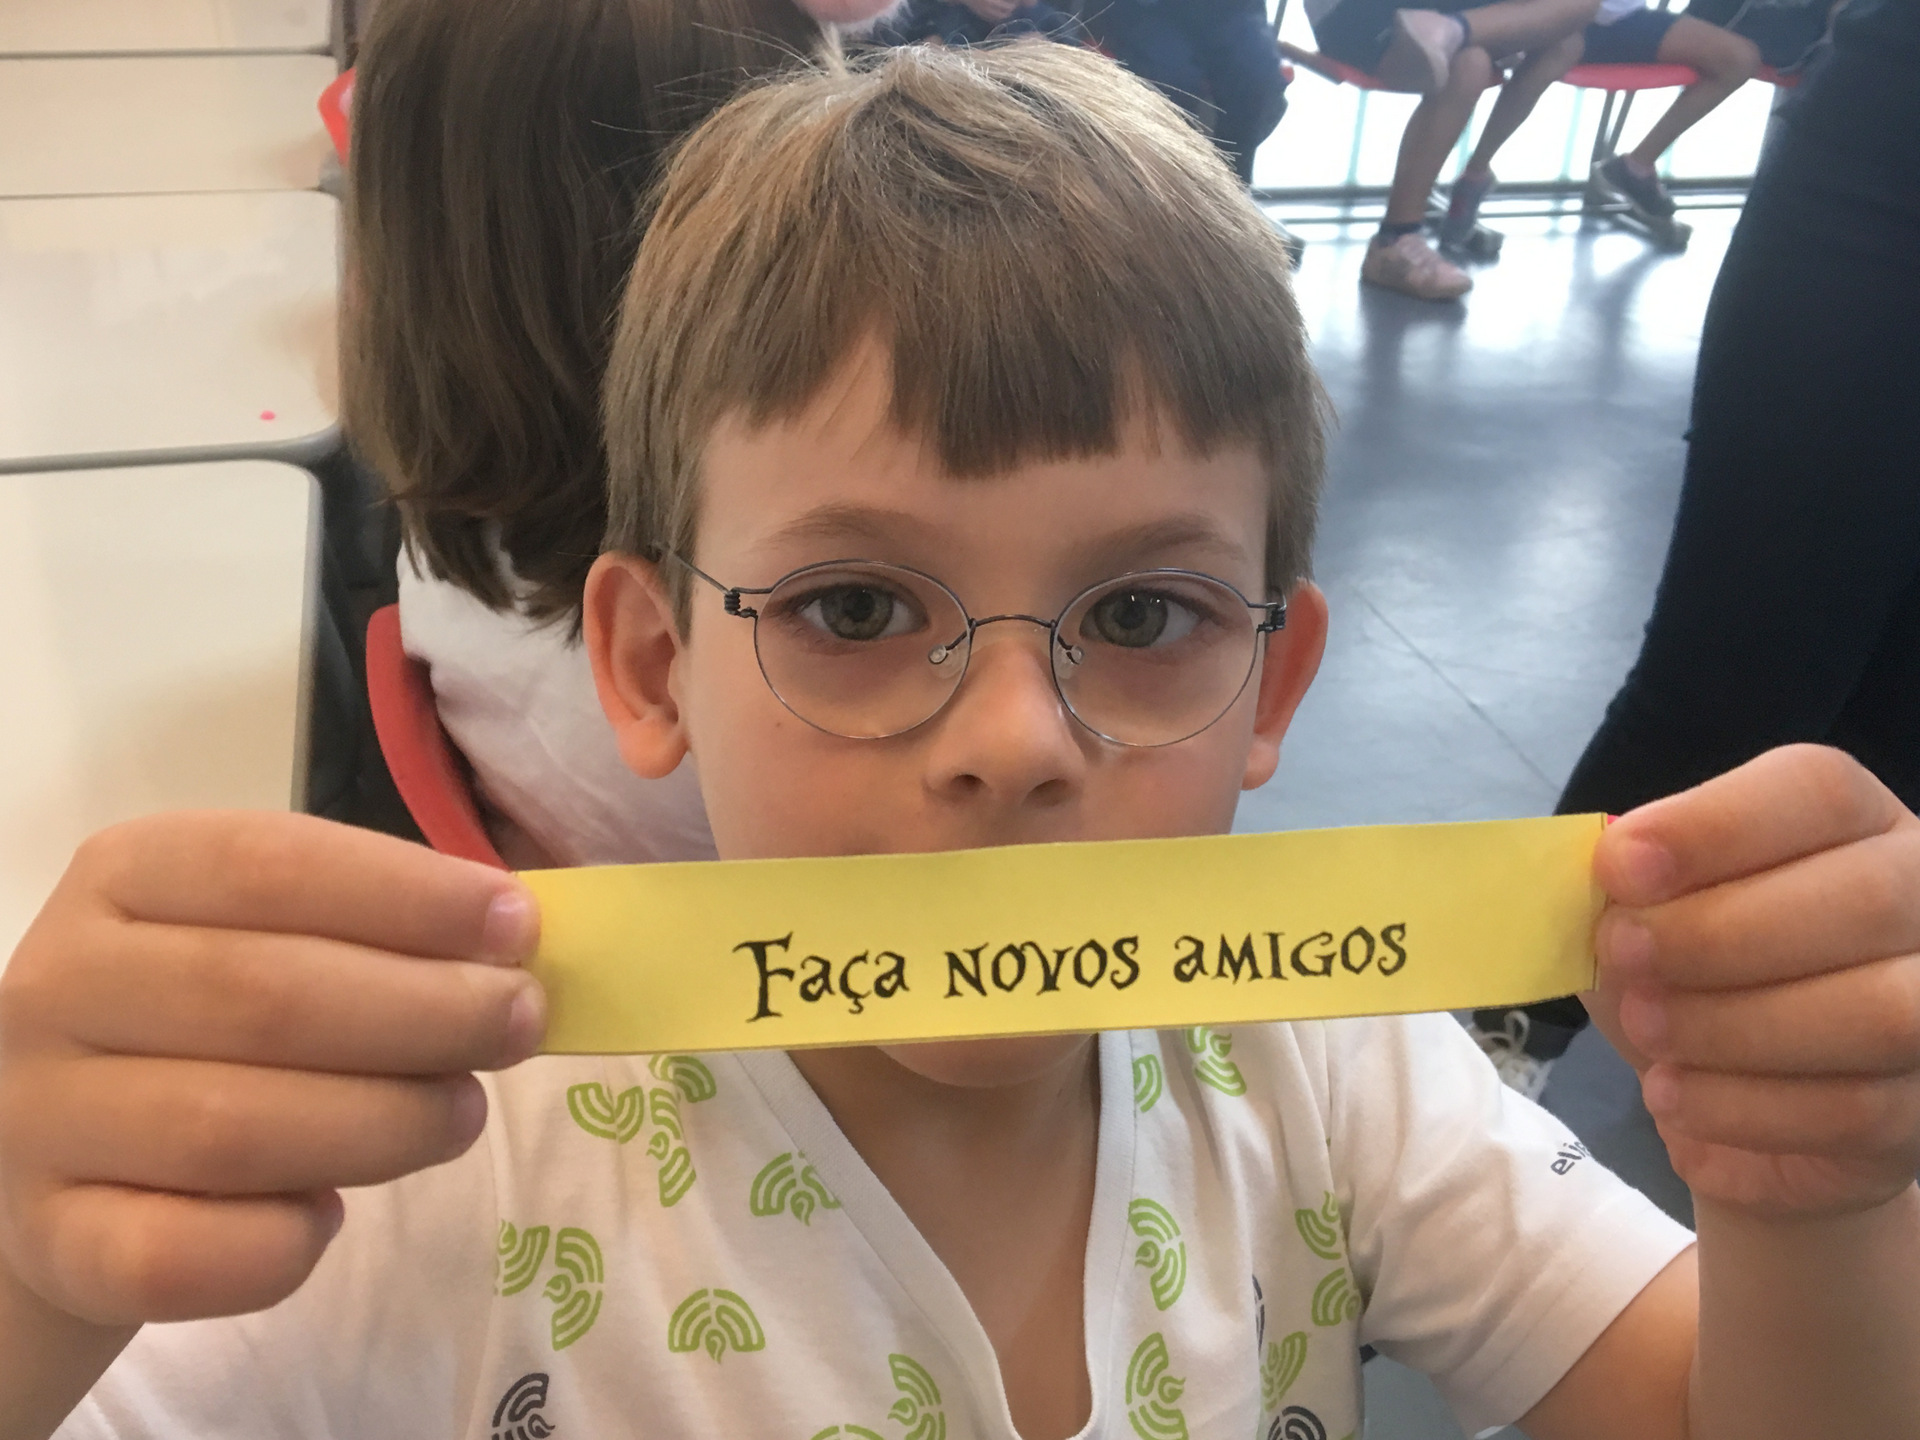 Faça novos amigos